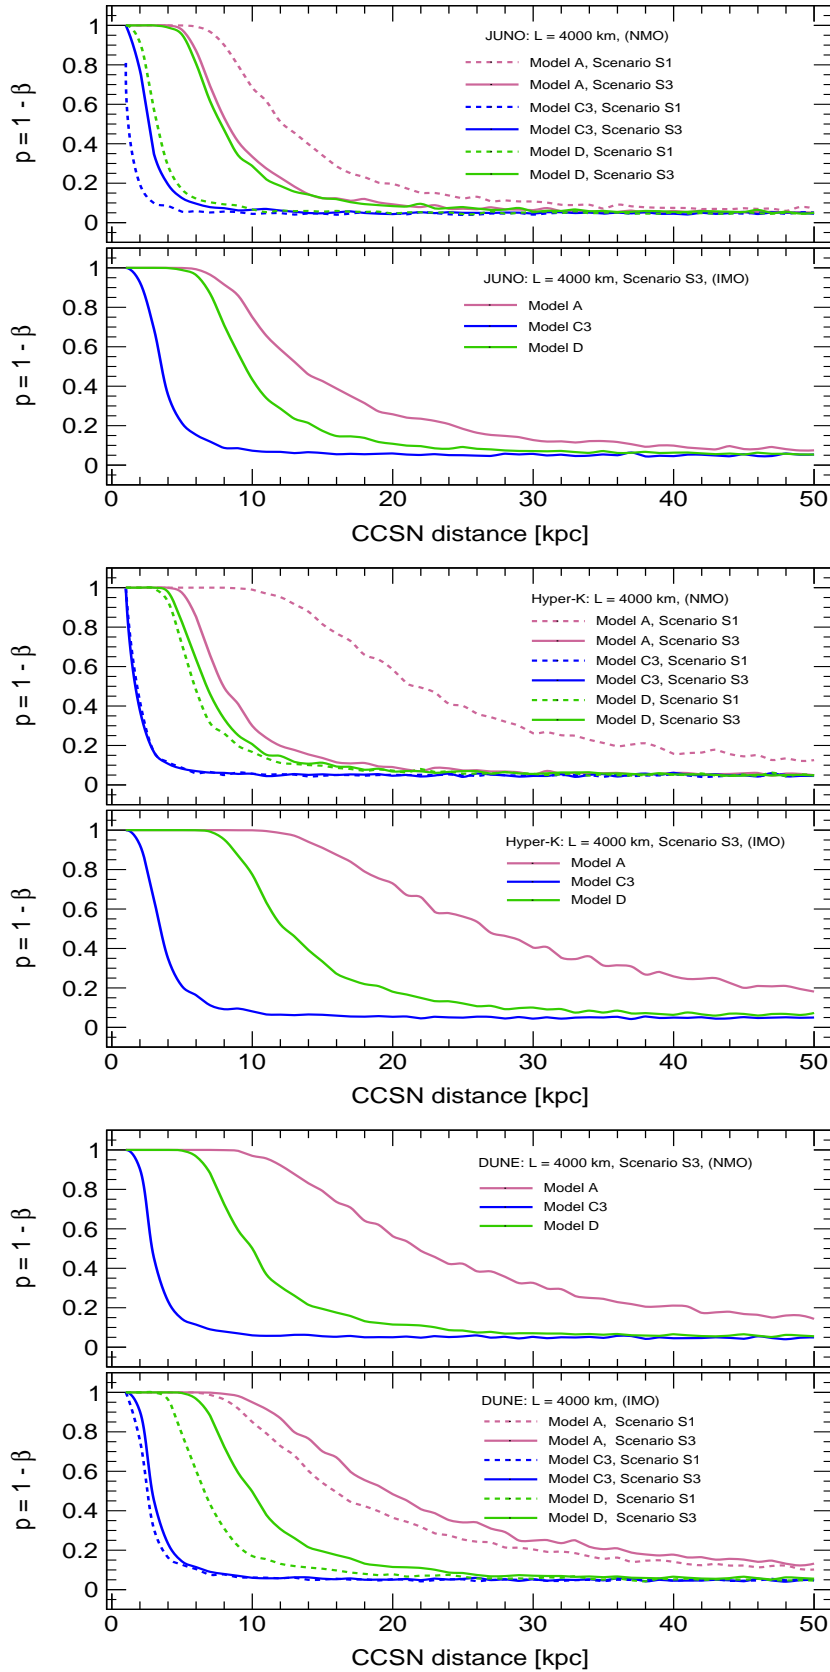 JUNO: L = 4000 km, (NMO)
Model A, Scenario S1
Model A, Scenario S3
Model C3, Scenario S1
Model C3, Scenario S3
Model D, Scenario S1
Model D, Scenario S3
p = 1 - β
1
0.8
0.6
0.4
0.2
0
JUNO: L = 4000 km, Scenario S3, (IMO)
Model A
Model C3
Model D
p = 1 - β
1
0.8
0.6
0.4
0.2
0
0 10 20 30 40 50
CCSN distance [kpc]
Hyper-K: L = 4000 km, (NMO)
Model A, Scenario S1
Model A, Scenario S3
Model C3, Scenario S1
Model C3, Scenario S3
Model D, Scenario S1
Model D, Scenario S3
p = 1 - β
1
0.8
0.6
0.4
0.2
0
Hyper-K: L = 4000 km, Scenario S3, (IMO)
Model A
Model C3
Model D
p = 1 - β
1
0.8
0.6
0.4
0.2
0
0 10 20 30 40 50
CCSN distance [kpc]
DUNE: L = 4000 km, Scenario S3, (NMO)
Model A
Model C3
Model D
p = 1 - β
1
0.8
0.6
0.4
0.2
0
DUNE: L = 4000 km, (IMO)
Model A, Scenario S1
Model A, Scenario S3
Model C3, Scenario S1
Model C3, Scenario S3
Model D, Scenario S1
Model D, Scenario S3
p = 1 - β
1
0.8
0.6
0.4
0.2
0
0 10 20 30 40 50
CCSN distance [kpc]